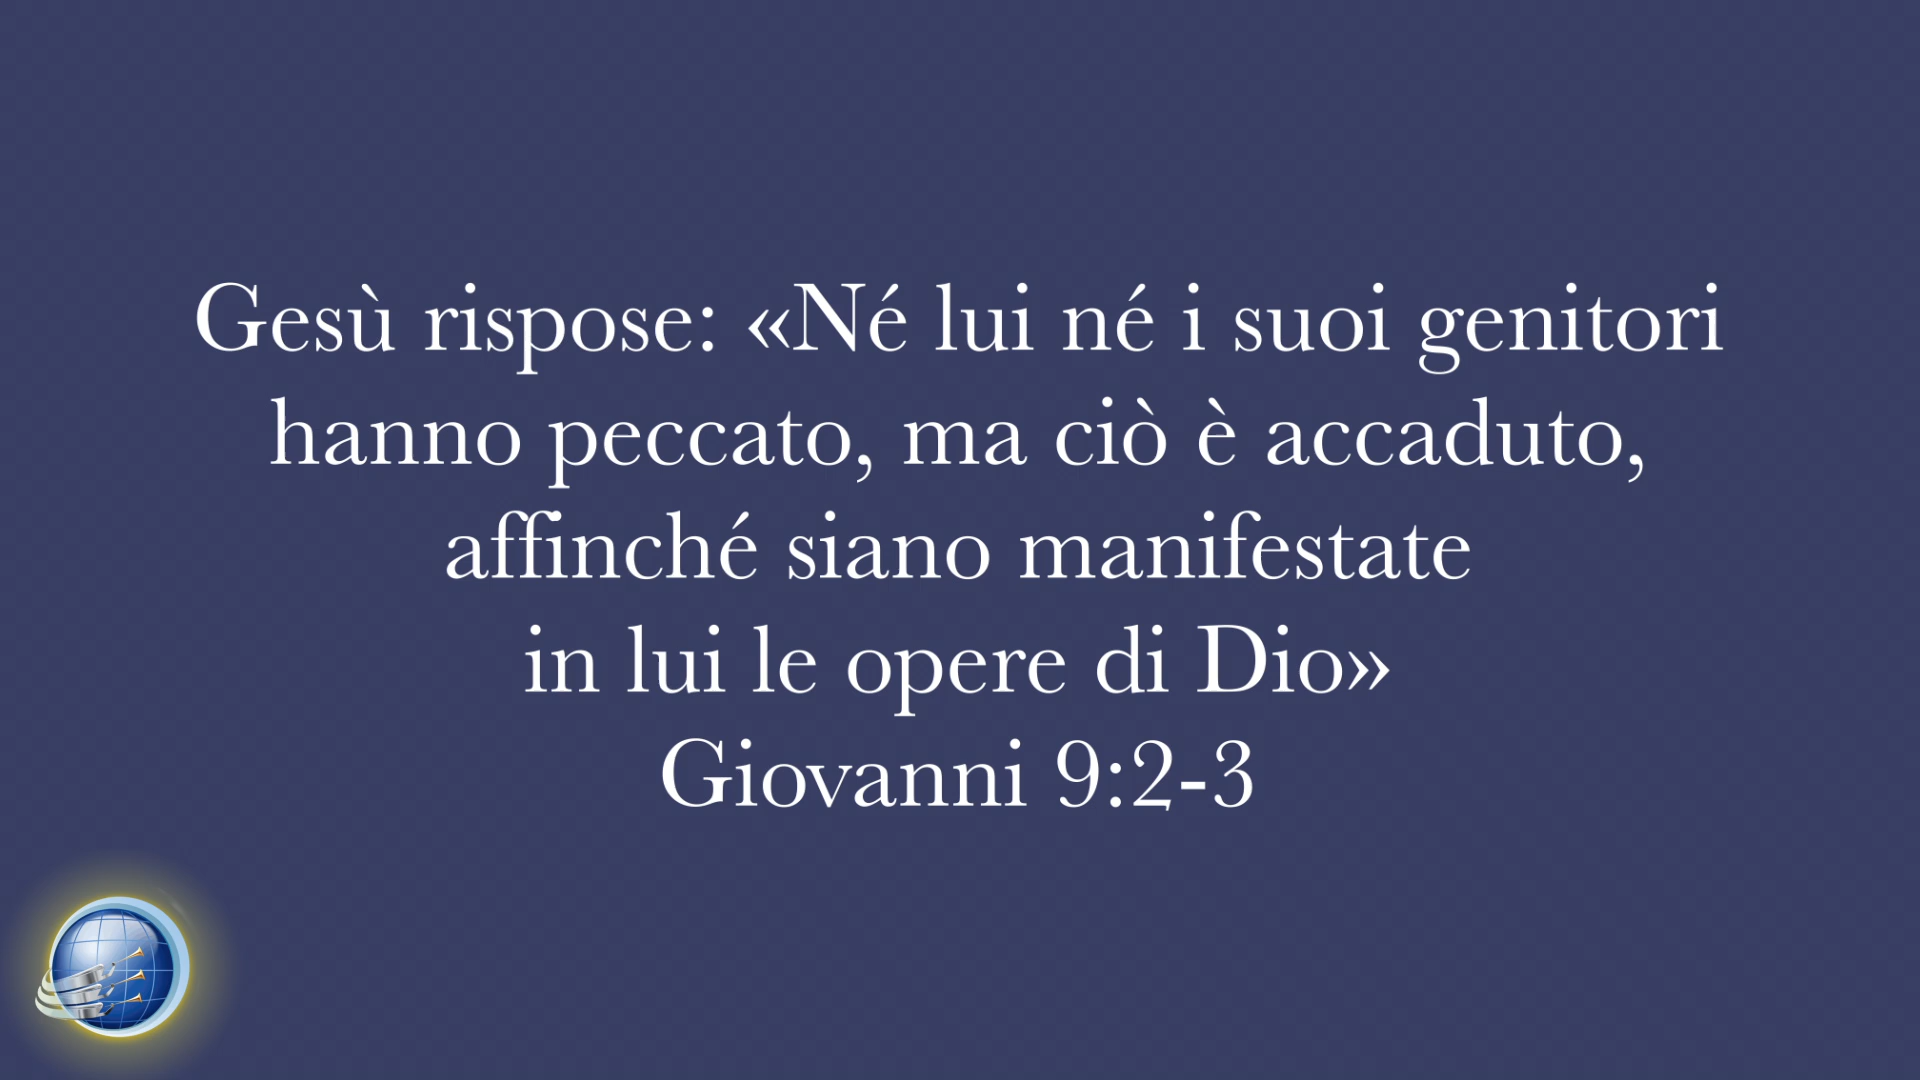 Gesù rispose: «Né lui né i suoi genitori
hanno peccato, ma ciò è accaduto,
affinché siano manifestate
in lui le opere di Dio»
Giovanni 9:2-3